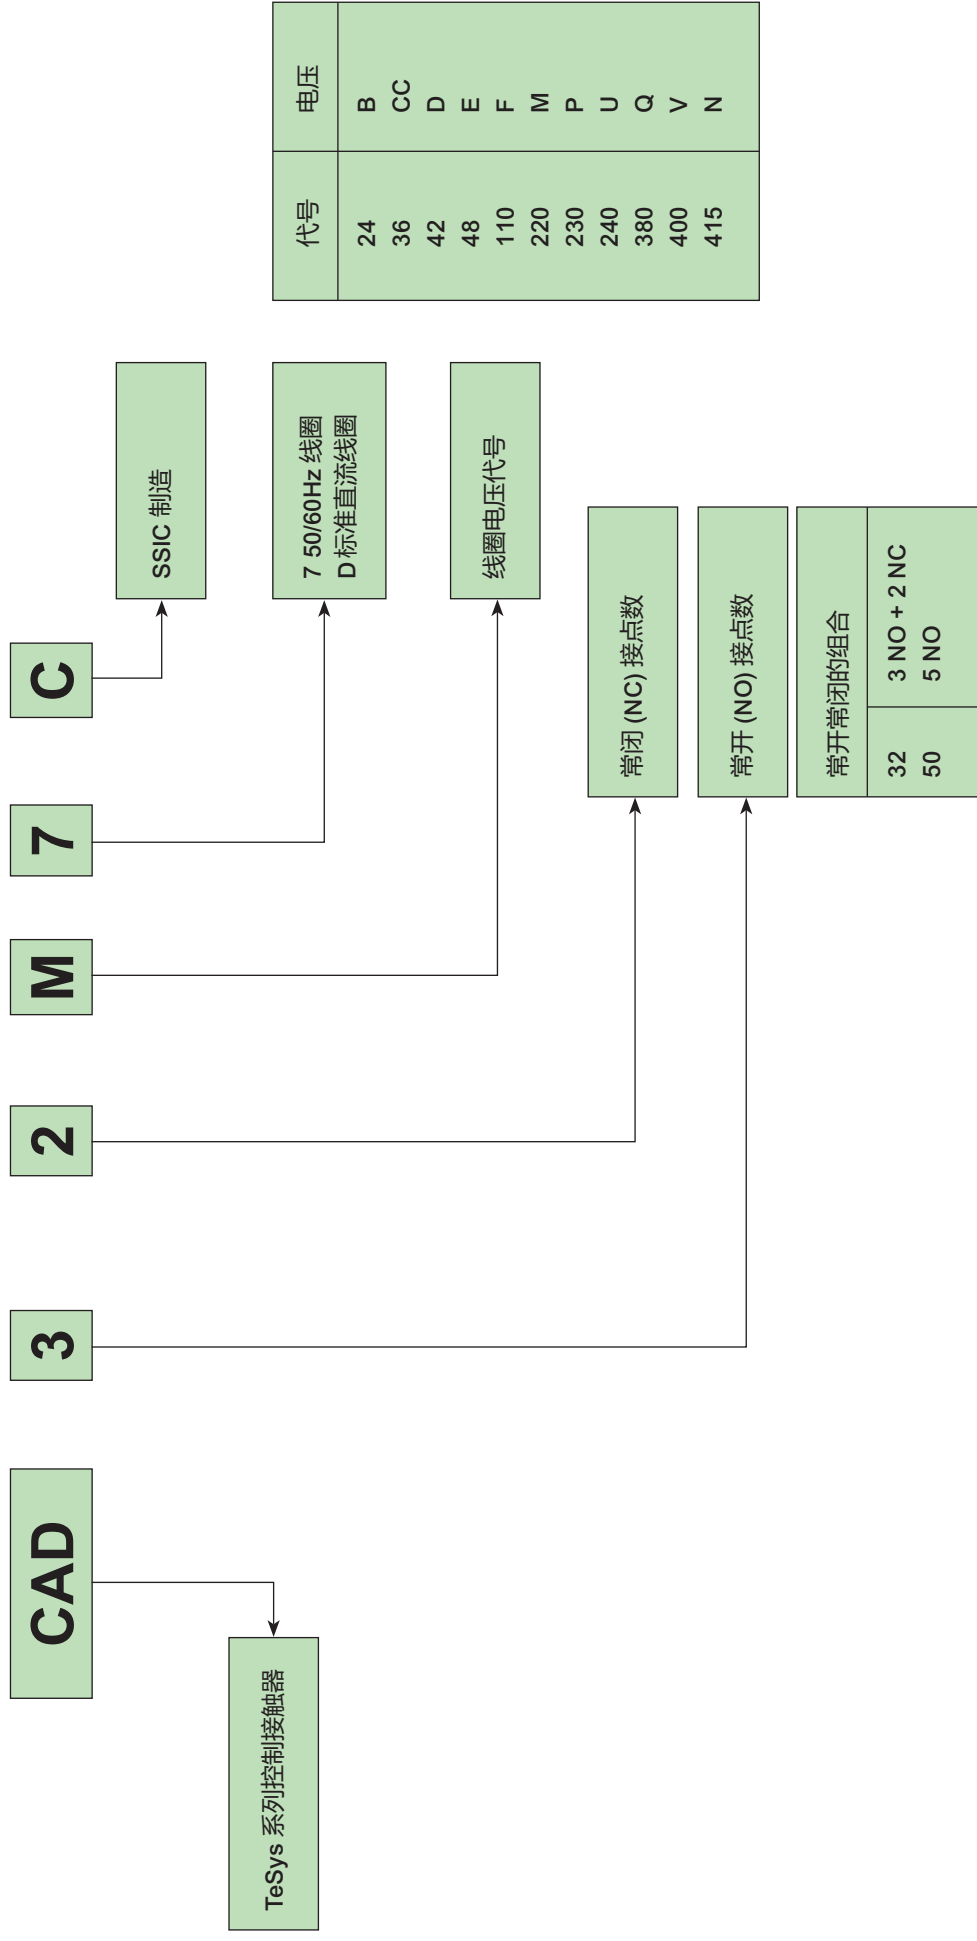 CAD
3
2
M
7
C
TeSys 系列控制接触器
SSIC 制造
7 50/60Hz 线圈
D 标准直流线圈
线圈电压代号
常闭 (NC) 接点数
常开 (NO) 接点数
常开常闭的组合
32 3 NO + 2 NC
50 5 NO
代号 电压
24 B
36 CC
42 D
48 E
110 F
220 M
230 P
240 U
380 Q
400 V
415 N